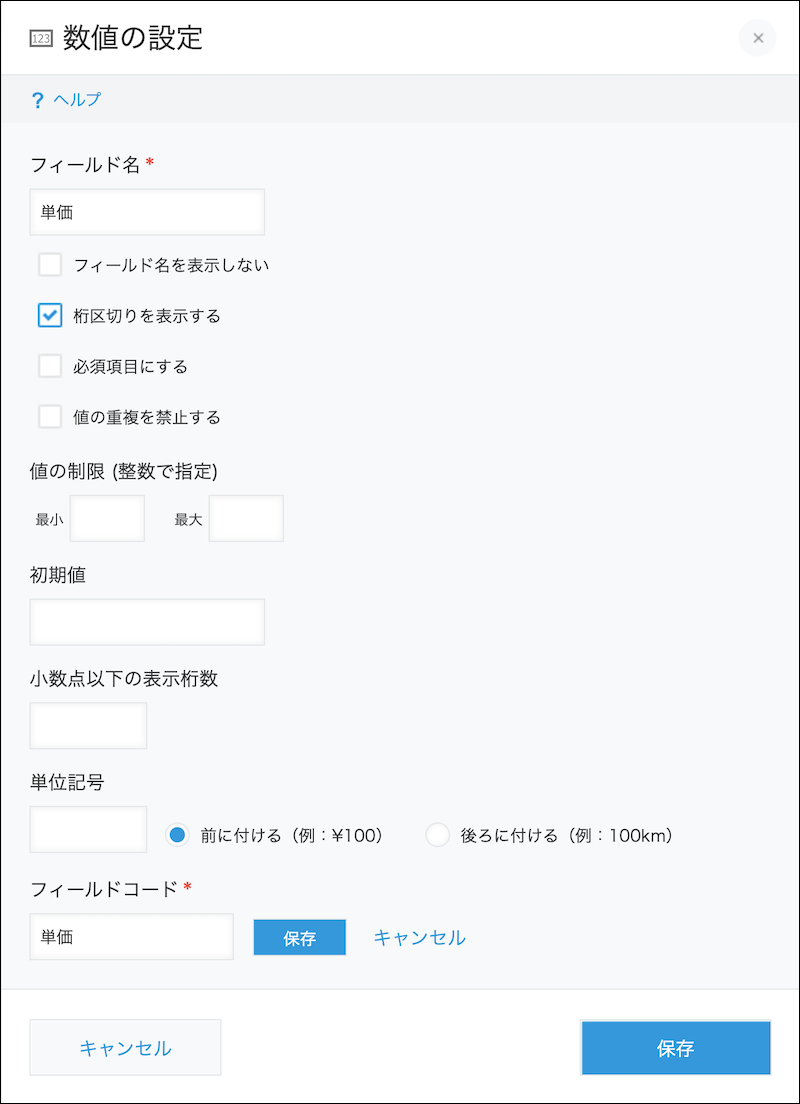 123 数値の設定
? ヘルプ
フィールド名 *
単価
フィールド名を表示しない
桁区切りを表示する
必須項目にする
値の重複を禁止する
値の制限 (整数で指定)
最小 最大
初期値
小数点以下の表示桁数
単位記号
前に付ける（例：¥100） 後ろに付ける（例：100km）
フィールドコード *
単価 保存 キャンセル
キャンセル 保存